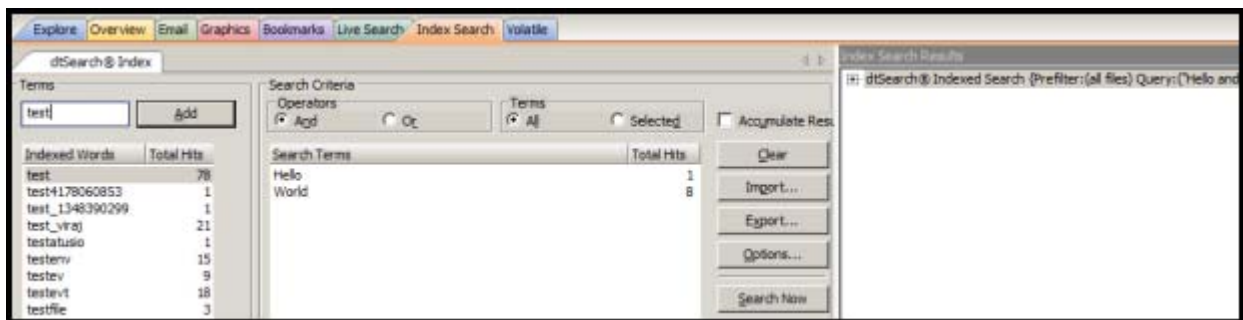 Explore Overview Email Graphics Bookmarks Live Search Index Search Volatile
dtSearch® Index
Terms
test
Add
Indexed Words Total Hits
test 78
test4178060853 1
test_1348390299 1
test_viraj 21
testatusio 1
testenv 15
testev 9
testevt 18
testfile 3
Search Criteria
Operators
And Or
Terms
All Selected
Search Terms Total Hits
Hello 1
World 8
Accumulate Resu
Clear
Import...
Export...
Options...
Search Now
Index Search Results
dtSearch® Indexed Search {Prefilter:(all files) Query:("Hello and